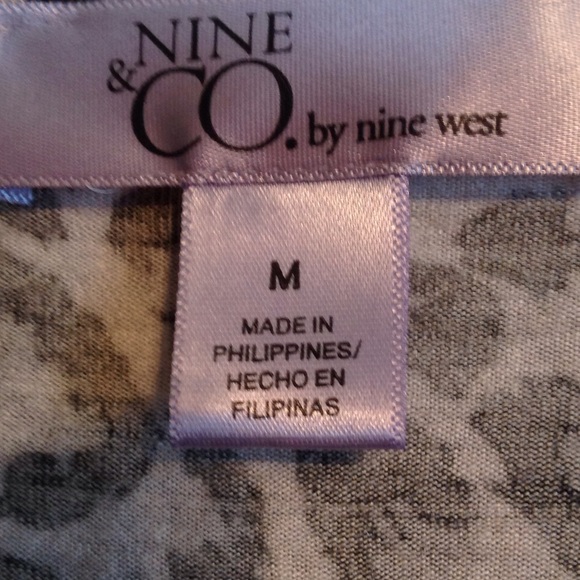 NINE
& CO. by nine west
M
MADE IN
PHILIPPINES/
HECHO EN
FILIPINAS